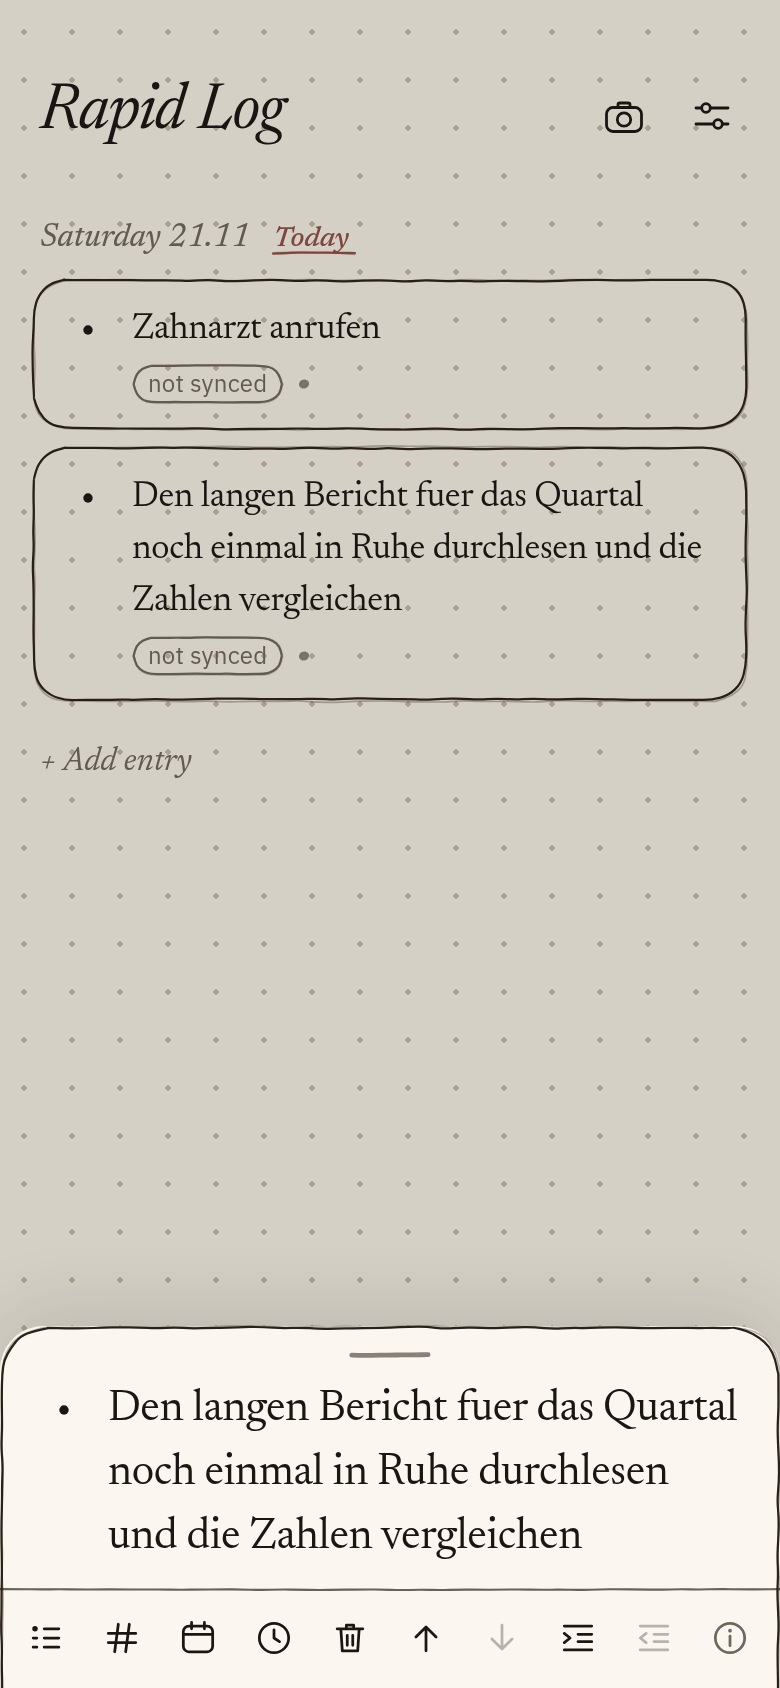 Rapid Log
Saturday 21.11 Today
• Zahnarzt anrufen
not synced
• Den langen Bericht fuer das Quartal
noch einmal in Ruhe durchlesen und die
Zahlen vergleichen
not synced
+ Add entry
• Den langen Bericht fuer das Quartal
noch einmal in Ruhe durchlesen
und die Zahlen vergleichen